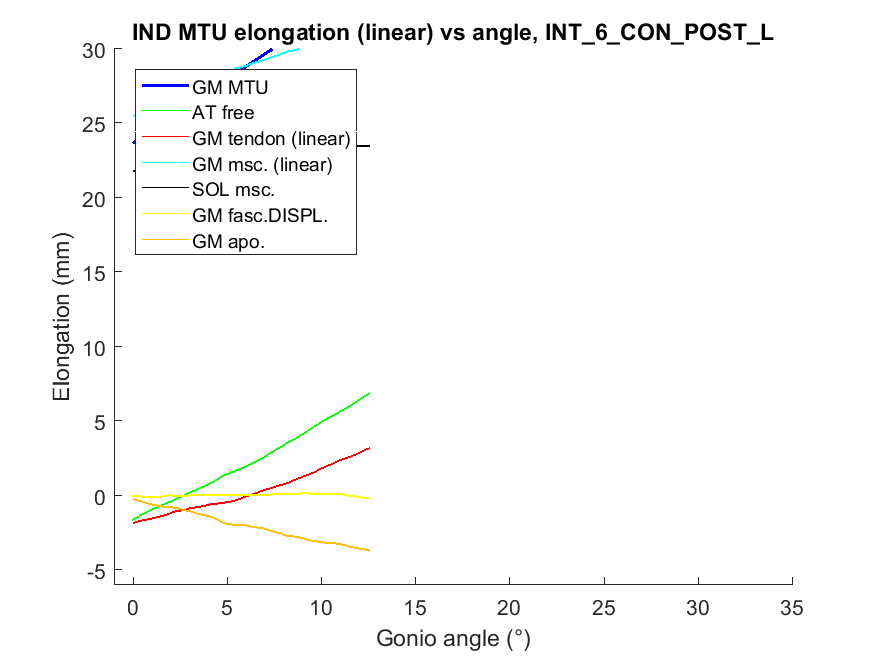 IND MTU elongation (linear) vs angle, INT_6_CON_POST_L
30
25
20
15
10
5
0
-5
Elongation (mm)
GM MTU
AT free
GM tendon (linear)
GM msc. (linear)
SOL msc.
GM fasc.DISPL.
GM apo.
0 5 10 15 20 25 30 35
Gonio angle (°)